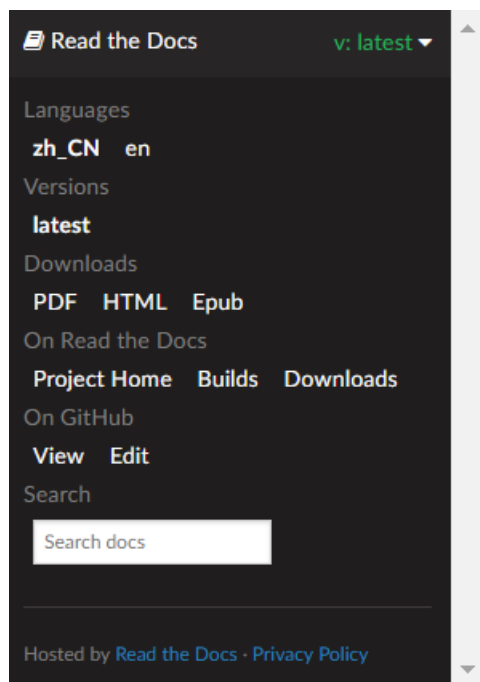 Read the Docs v: latest
Languages
zh_CN en
Versions
latest
Downloads
PDF HTML Epub
On Read the Docs
Project Home Builds Downloads
On GitHub
View Edit
Search
Search docs
Hosted by Read the Docs · Privacy Policy